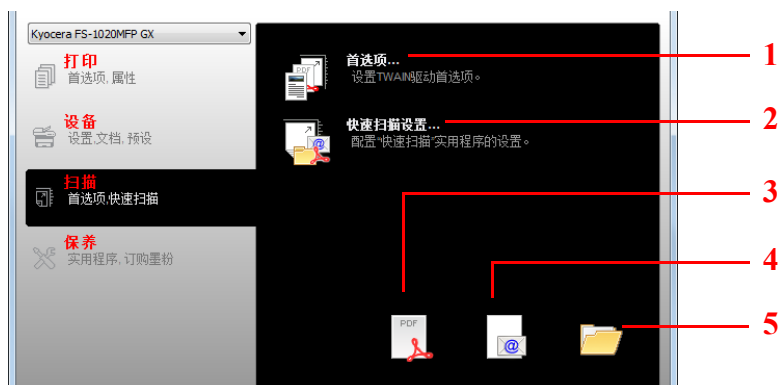 Kyocera FS-1020MFP GX
打印
首选项, 属性
设备
设置,文档, 预设
扫描
首选项,快速扫描
保养
实用程序, 订购墨粉
首选项...
设置TWAIN驱动首选项。
快速扫描设置...
配置“快速扫描”实用程序的设置。
1
2
3
4
5
PDF
PDF
@
@